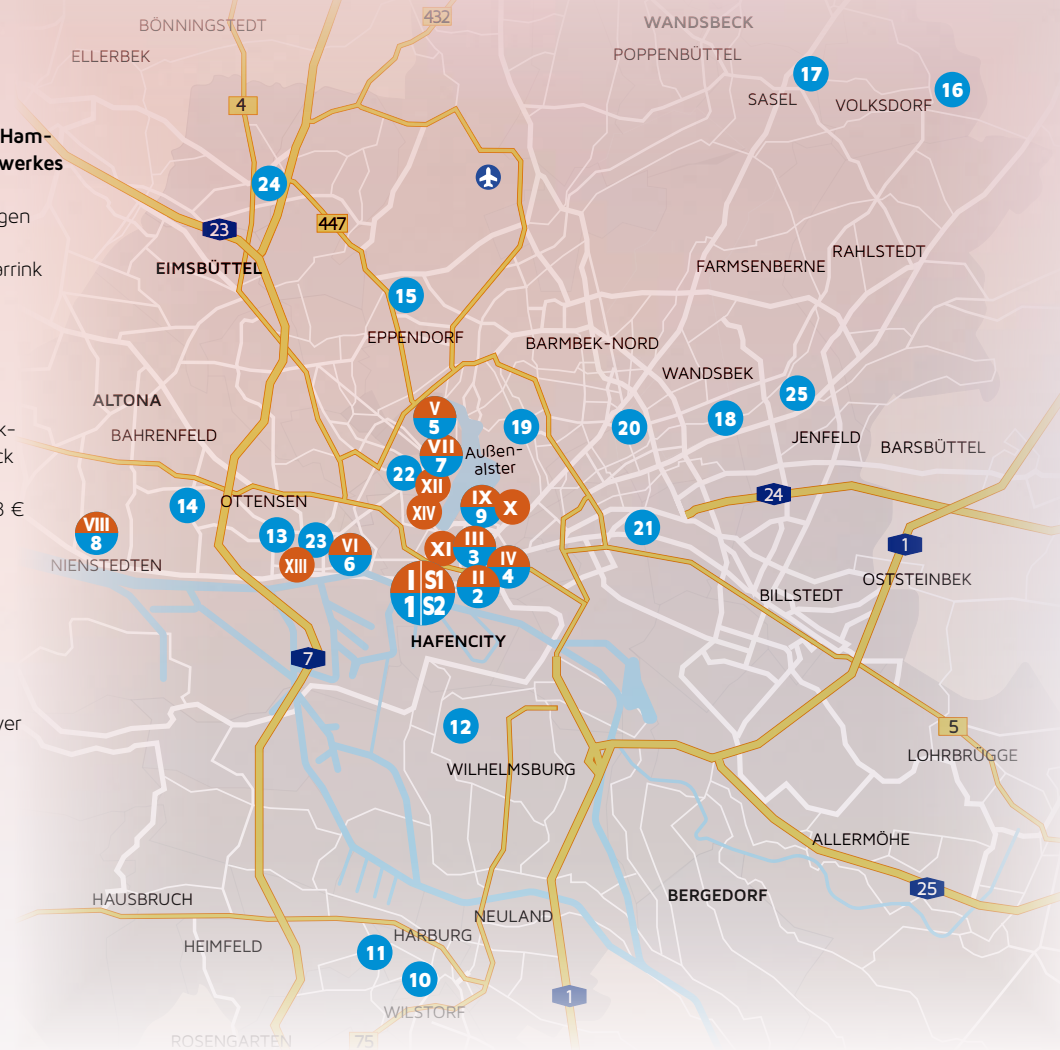 432
WANDSBECK
BÖNNINGSTEDT
POPPENBÜTTEL
ELLERBEK
17
16
SASEL
VOLKSDORF
4
Ham-
werkes
24
447
gen
23
RAHLSTEDT
FARMSENBERNE
EIMSBÜTTEL
arrink
15
EPPENDORF
BARMBEK-NORD
WANDSBEK
25
ALTONA
V
5
19
20
18
k-
BAHRENFELD
JENFELD
BARSBÜTTEL
VII
7
Außen-
alster
ck
22
XII
24
OTTENSEN
14
IX
9
X
3 €
XIV
VIII
8
13
23
21
1
VI
6
XI
III
3
IV
4
NIENSTEDTEN
XIII
I
S1
1
S2
II
2
OSTSTEINBEK
BILLSTEDT
HAFENCITY
7
ver
12
5
LOHRBRÜGGE
WILHELMSBURG
ALLERMÖHE
25
BERGEDORF
HAUSBRUCH
NEULAND
HARBURG
HEIMFELD
11
10
1
WILSTORF
ROSENGARTEN
75